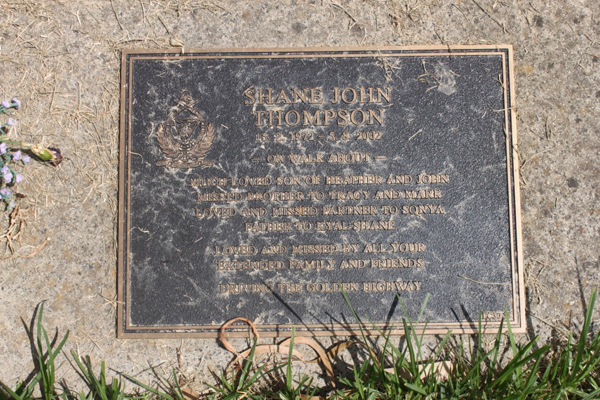 SHANE JOHN
THOMPSON
1972 - 2012
— ON WALK ABOUT —
MUCH LOVED SON OF HEATHER AND JOHN
BROTHER TO TRACY AND MARK
LOVED AND MISSED PARTNER TO SONYA
FATHER TO KYAL-SHANE
LOVED AND MISSED BY ALL YOUR
EXTENDED FAMILY AND FRIENDS
DRIVING THE GOLDEN HIGHWAY